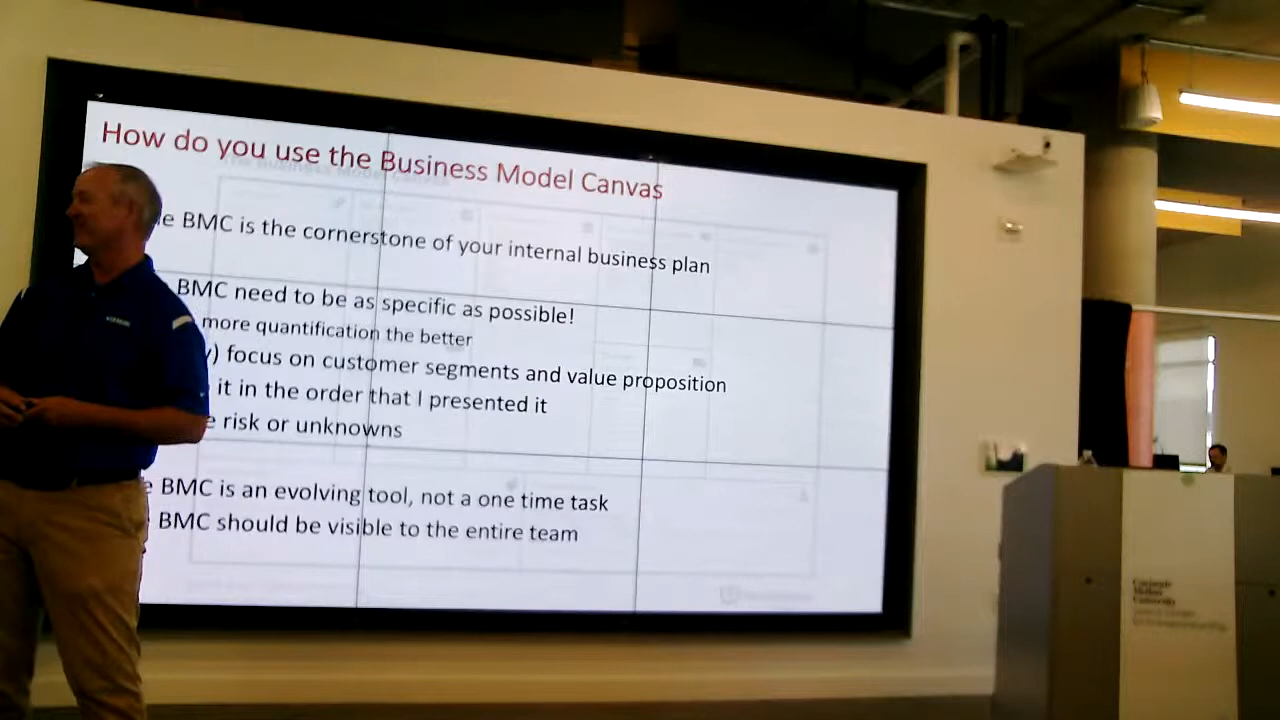 How do you use the Business Model Canvas
BMC is the cornerstone of your internal business plan
BMC need to be as specific as possible!
more quantification the better
focus on customer segments and value proposition
it in the order that I presented it
risk or unknowns
BMC is an evolving tool, not a one time task
BMC should be visible to the entire team
Carnegie
Mellon
University